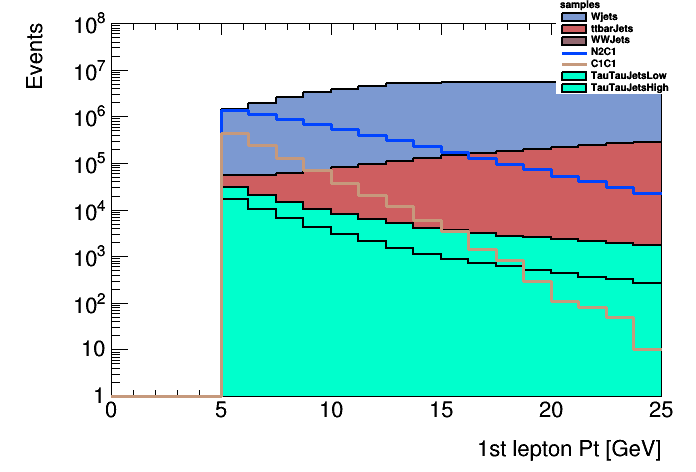 samples
Wjets
ttbarJets
WWJets
N2C1
C1C1
TauTauJetsLow
TauTauJetsHigh
Events
10^8
10^7
10^6
10^5
10^4
10^3
10^2
10
1
0 5 10 15 20 25
1st lepton Pt [GeV]